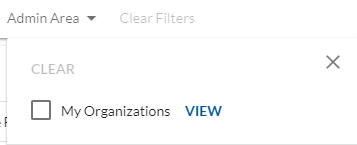 Admin Area Clear Filters
CLEAR
My Organizations VIEW